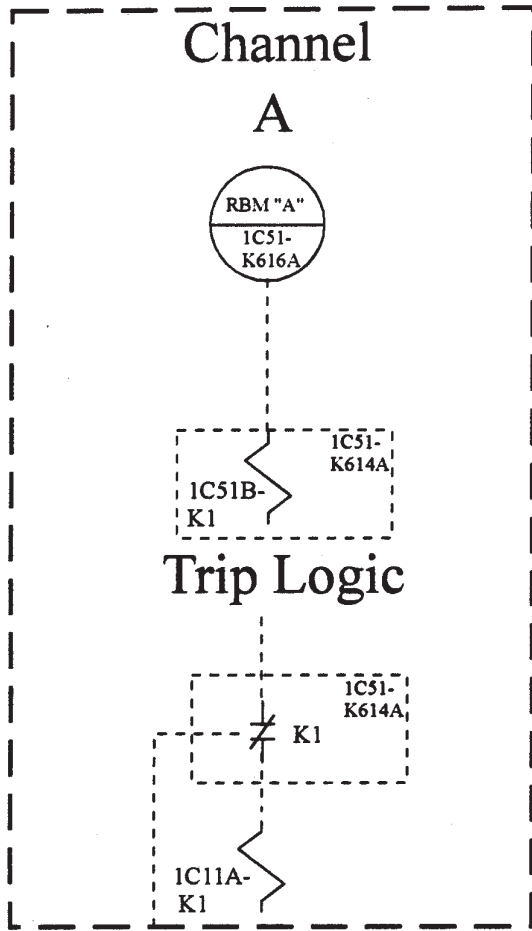 Channel
A
RBM "A"
1C51-
K616A
1C51-
K614A
1C51B-
K1
Trip Logic
1C51-
K614A
K1
1C11A-
K1